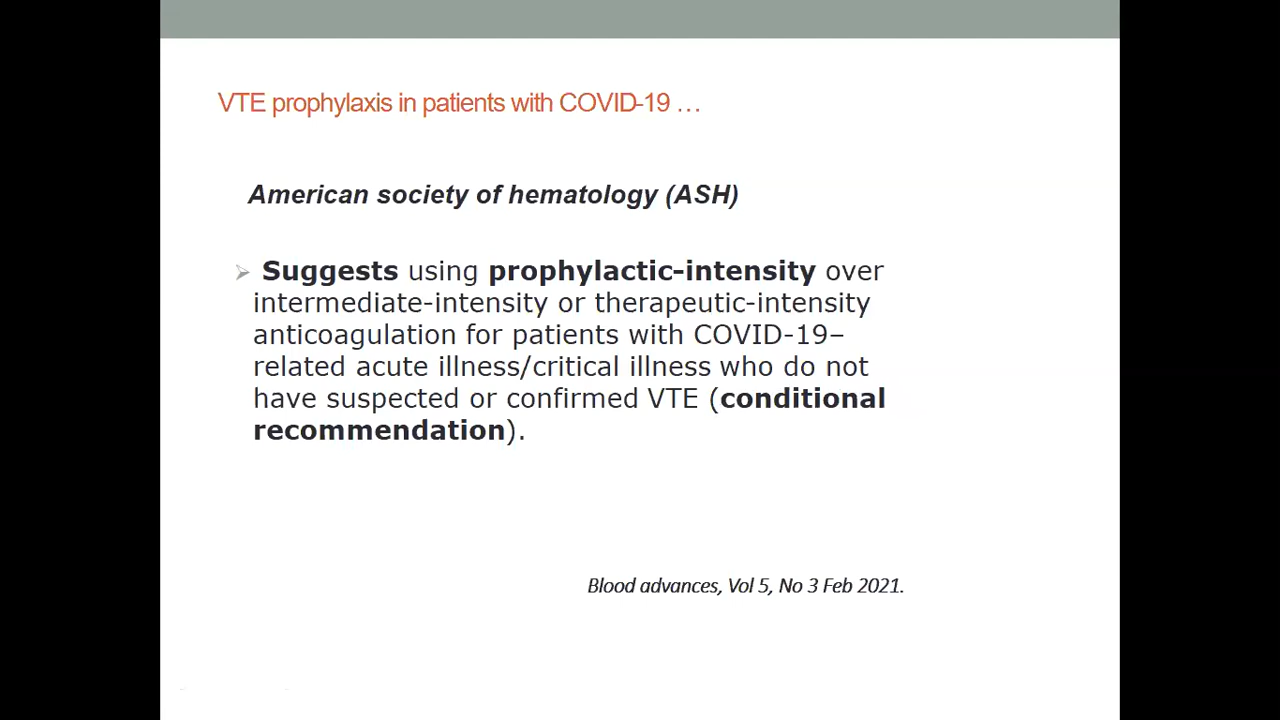 VTE prophylaxis in patients with COVID-19 …
American society of hematology (ASH)
➢ Suggests using prophylactic-intensity over
intermediate-intensity or therapeutic-intensity
anticoagulation for patients with COVID-19–
related acute illness/critical illness who do not
have suspected or confirmed VTE (conditional
recommendation).
Blood advances, Vol 5, No 3 Feb 2021.